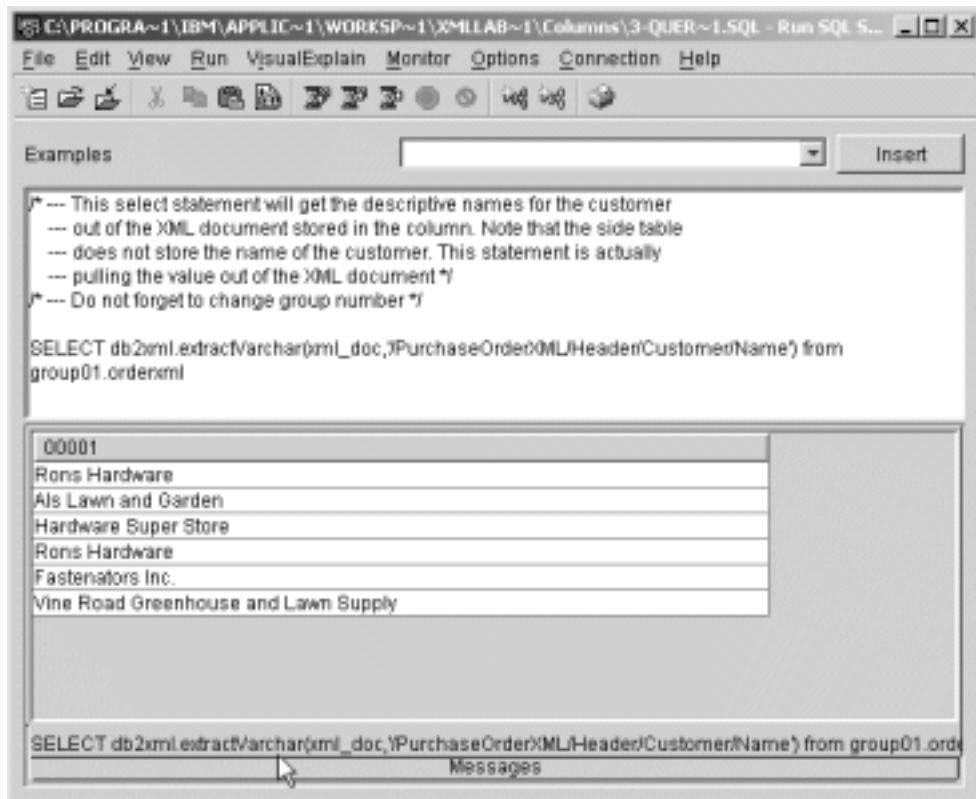 C:\PROGRA~1\IBM\APPLIC~1\WORKSP~1\XMLLAB~1\Columns\3-QUER~1.SQL - Run SQL S...
File Edit View Run VisualExplain Monitor Options Connection Help
Examples Insert
/* --- This select statement will get the descriptive names for the customer
--- out of the XML document stored in the column. Note that the side table
--- does not store the name of the customer. This statement is actually
--- pulling the value out of the XML document */
/* --- Do not forget to change group number */
SELECT db2xml.extractVarchar(xml_doc,'/PurchaseOrderXML/Header/Customer/Name') from
group01.orderxml
00001
Rons Hardware
Als Lawn and Garden
Hardware Super Store
Rons Hardware
Fastenators Inc.
Vine Road Greenhouse and Lawn Supply
SELECT db2xml.extractVarchar(xml_doc,'/PurchaseOrderXML/Header/Customer/Name') from group01.orde
Messages